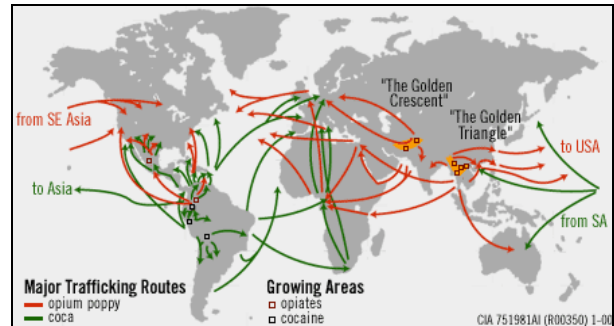 "The Golden
Crescent"
"The Golden
Triangle"
from SE Asia
to USA
to Asia
from SA
Major Trafficking Routes
opium poppy
coca
Growing Areas
opiates
cocaine
CIA 751981AI (R00350) 1-00